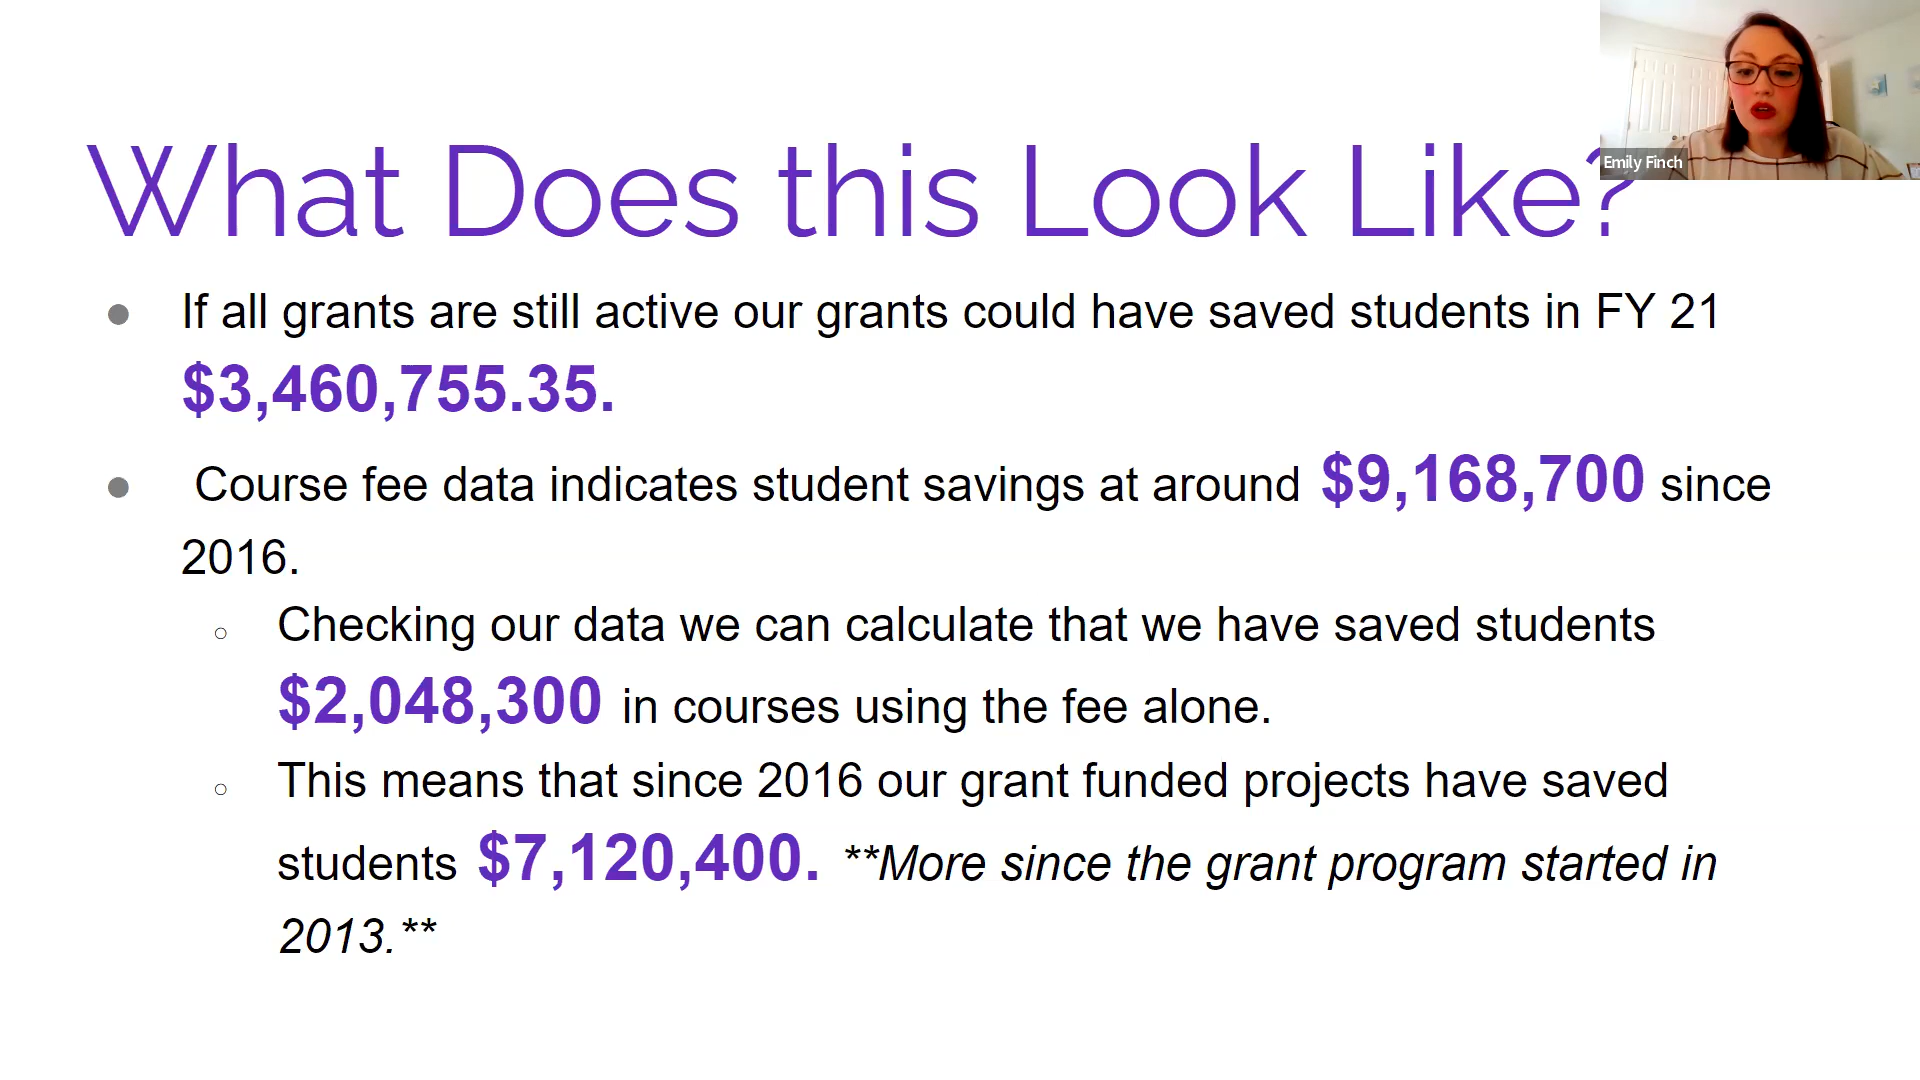 What Does this Look Like?
Emily Finch
If all grants are still active our grants could have saved students in FY 21
$3,460,755.35.
Course fee data indicates student savings at around $9,168,700 since
2016.
Checking our data we can calculate that we have saved students
$2,048,300 in courses using the fee alone.
This means that since 2016 our grant funded projects have saved
students $7,120,400. **More since the grant program started in
2013.**